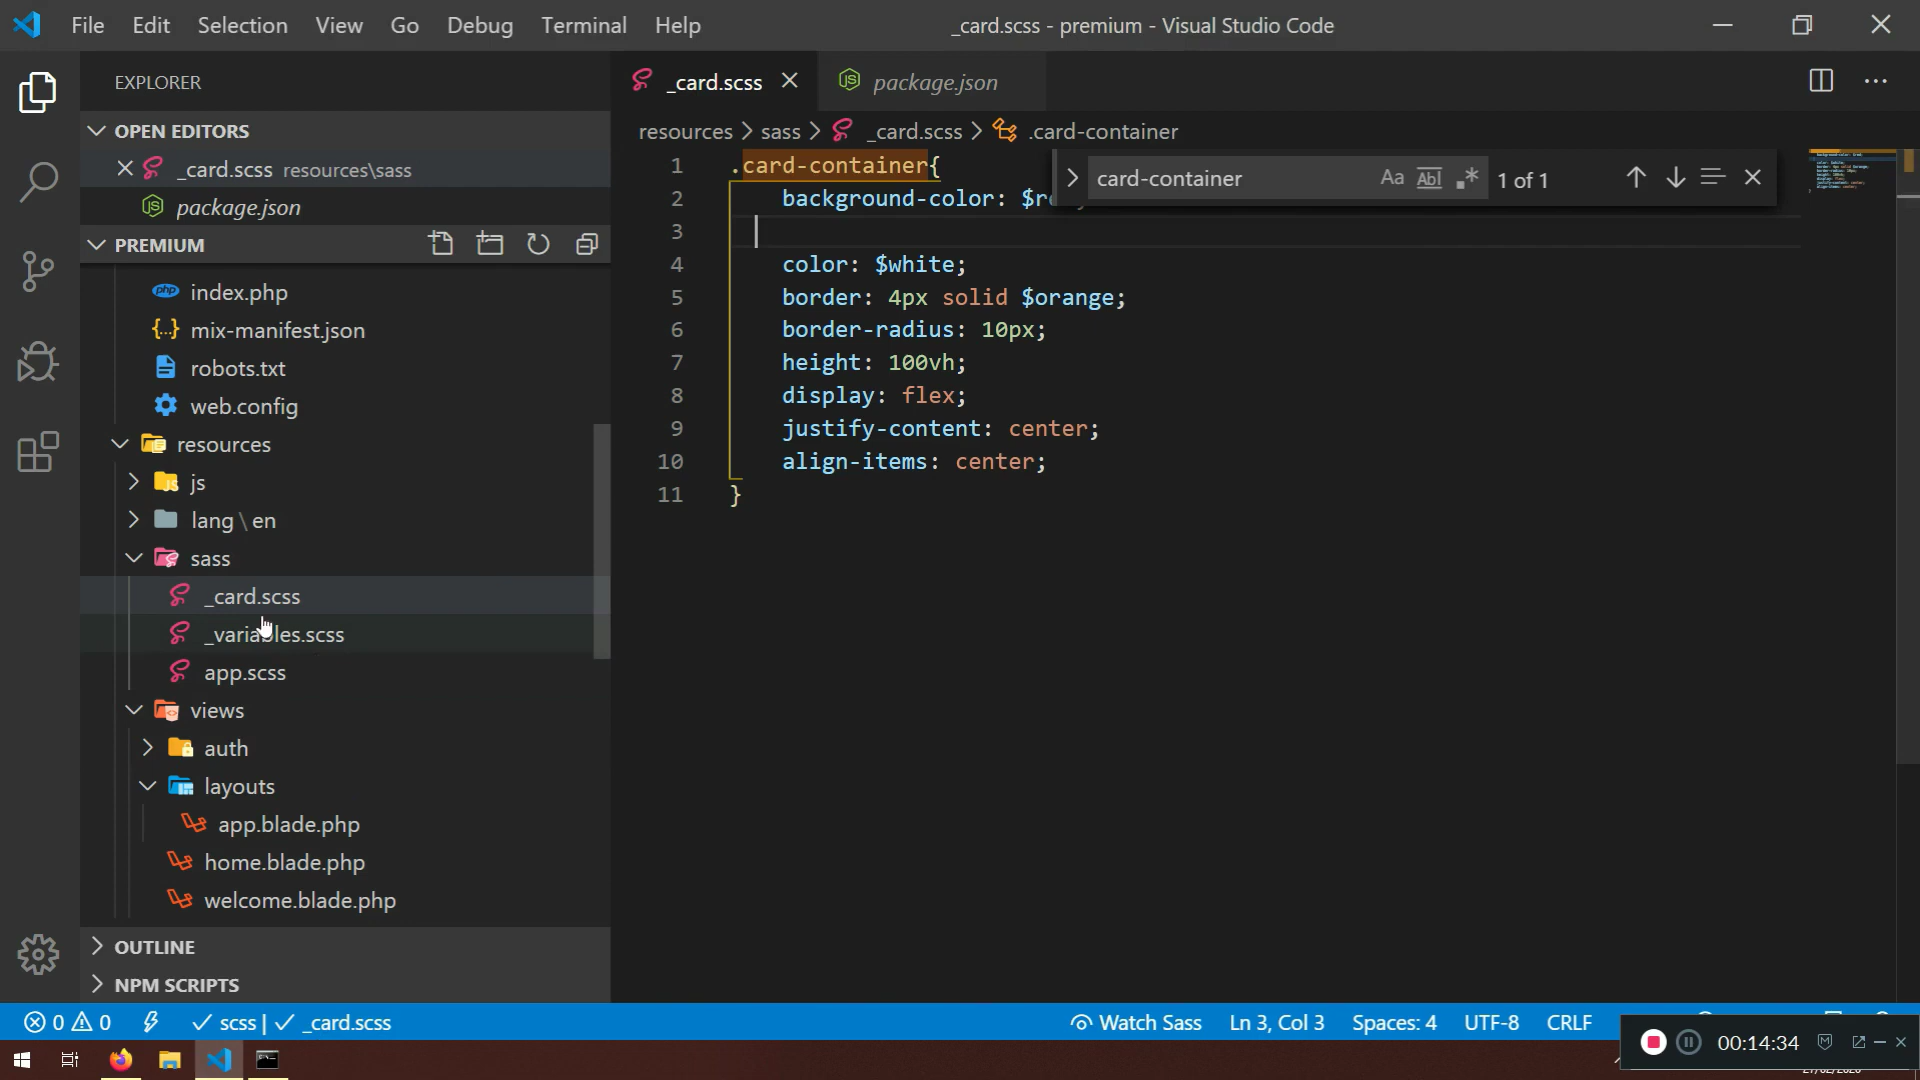 File Edit Selection View Go Debug Terminal Help
_card.scss - premium - Visual Studio Code
EXPLORER
OPEN EDITORS
_card.scss resources\sass
package.json
PREMIUM
index.php
mix-manifest.json
robots.txt
web.config
resources
js
lang \ en
sass
_card.scss
_variables.scss
app.scss
views
auth
layouts
app.blade.php
home.blade.php
welcome.blade.php
OUTLINE
NPM SCRIPTS
_card.scss
package.json
resources > sass > _card.scss > .card-container
card-container
Aa Abl .* 1 of 1
1 .card-container{
2 background-color: $r
3
4 color: $white;
5 border: 4px solid $orange;
6 border-radius: 10px;
7 height: 100vh;
8 display: flex;
9 justify-content: center;
10 align-items: center;
11 }
0 0 scss | _card.scss
Watch Sass Ln 3, Col 3 Spaces: 4 UTF-8 CRLF
00:14:34